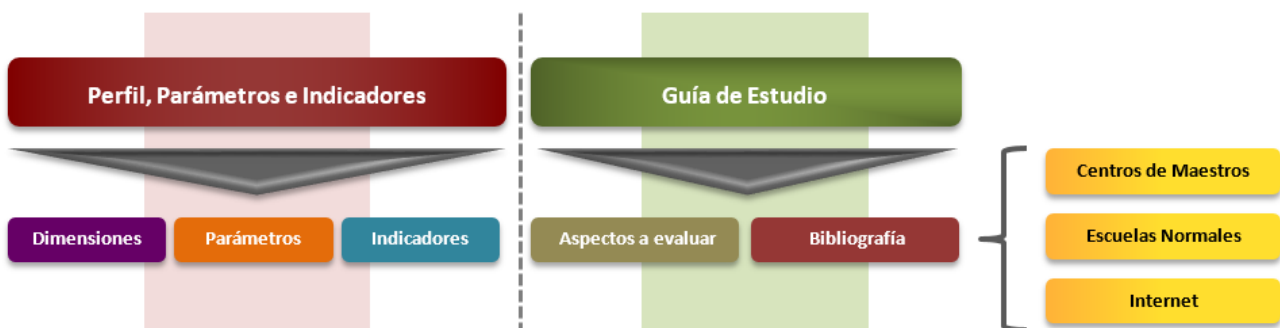 Perfil, Parámetros e Indicadores
Dimensiones
Parámetros
Indicadores
Guía de Estudio
Aspectos a evaluar
Bibliografía
Centros de Maestros
Escuelas Normales
Internet